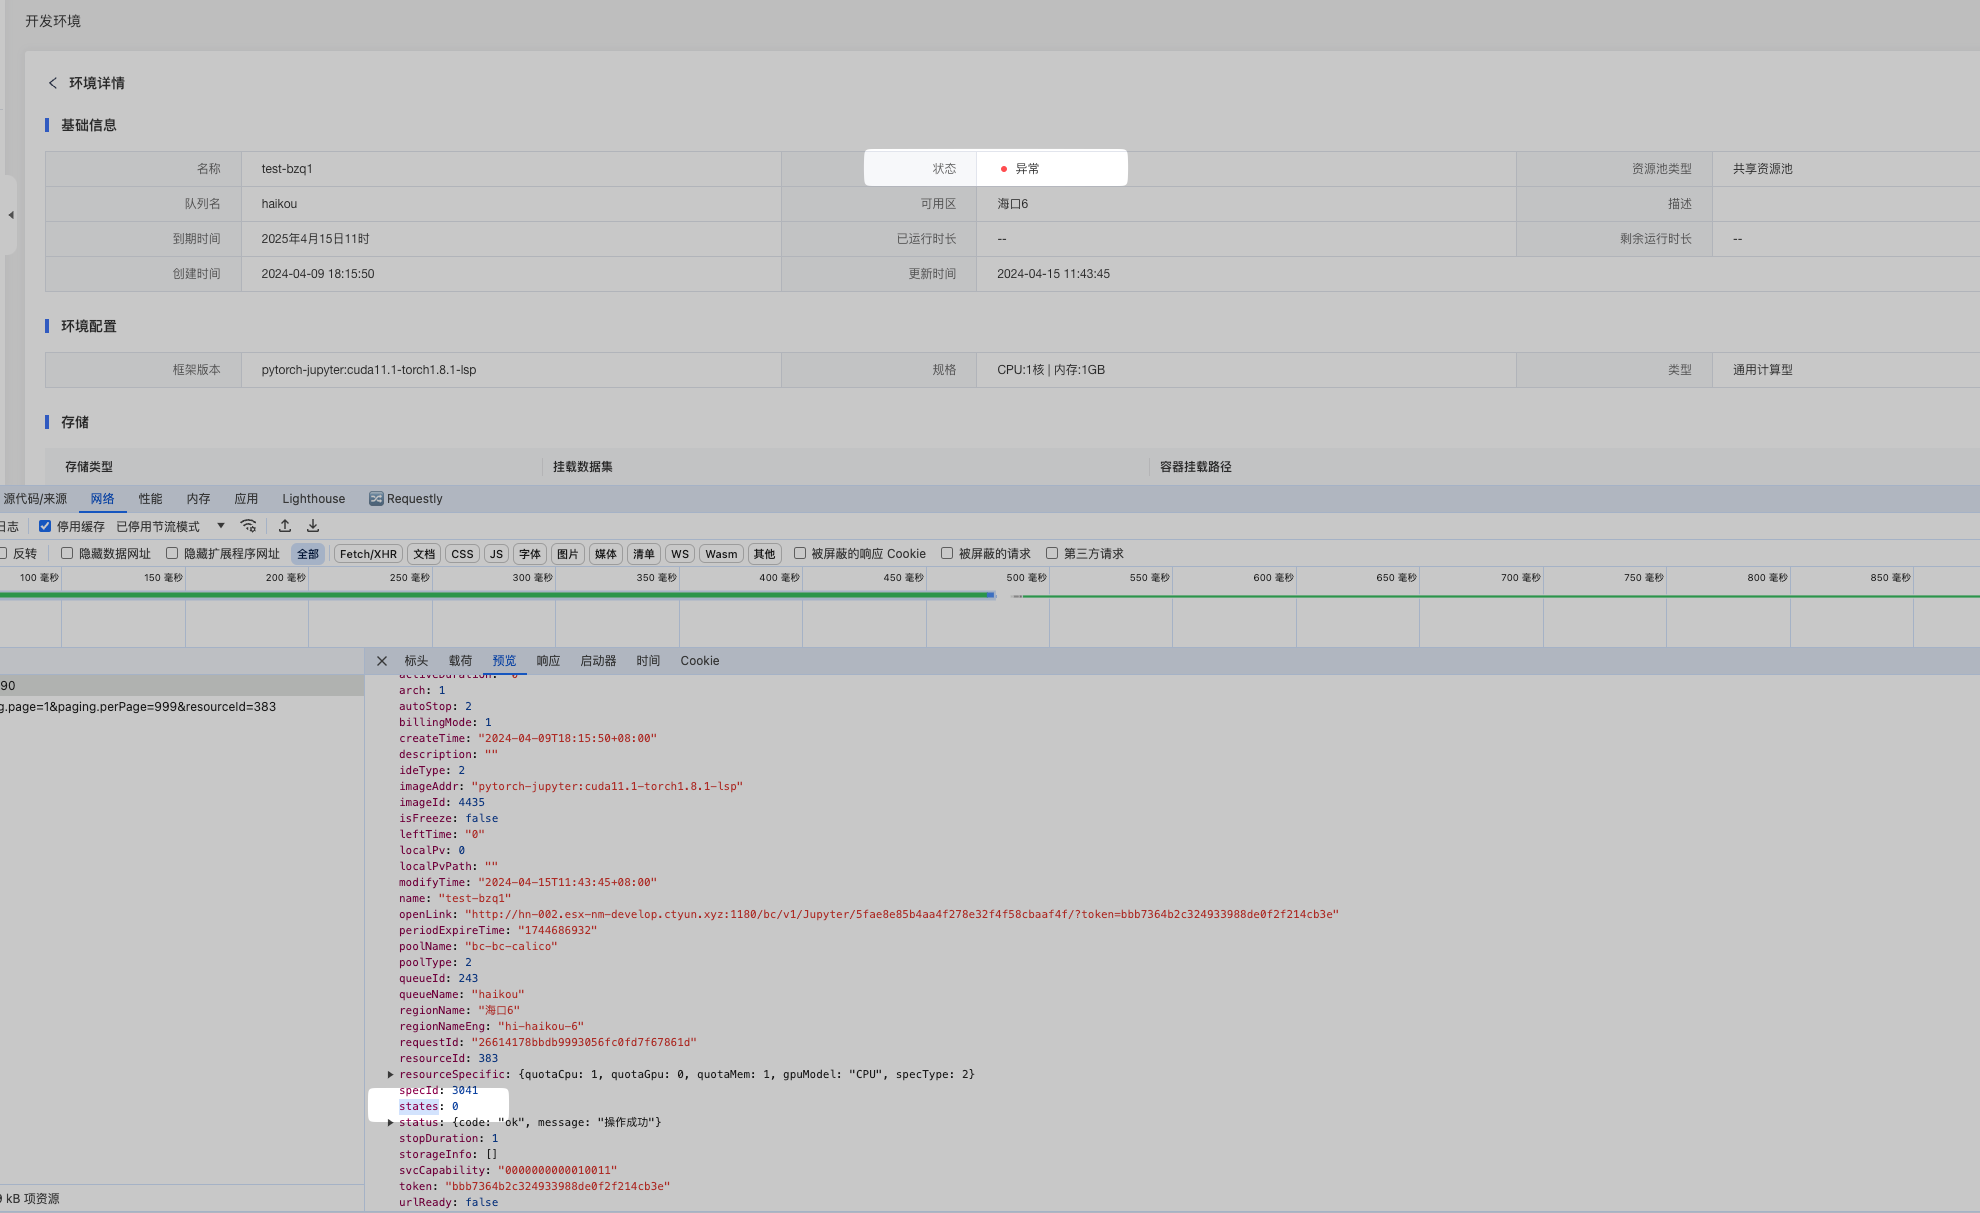 开发环境
环境详情
基础信息
名称 test-bzq1 状态 异常 资源池类型 共享资源池
队列名 haikou 可用区 海口6 描述
到期时间 2025年4月15日11时 已运行时长 -- 剩余运行时长 --
创建时间 2024-04-09 18:15:50 更新时间 2024-04-15 11:43:45
环境配置
框架版本 pytorch-jupyter:cuda11.1-torch1.8.1-lsp 规格 CPU:1核 | 内存:1GB 类型 通用计算型
存储
存储类型 挂载数据集 容器挂载路径
源代码/来源 网络 性能 内存 应用 Lighthouse Requestly
日志 停用缓存 已停用节流模式
反转 隐藏数据网址 隐藏扩展程序网址 全部 Fetch/XHR 文档 CSS JS 字体 图片 媒体 清单 WS Wasm 其他 被屏蔽的响应 Cookie 被屏蔽的请求 第三方请求
100 毫秒 150 毫秒 200 毫秒 250 毫秒 300 毫秒 350 毫秒 400 毫秒 450 毫秒 500 毫秒 550 毫秒 600 毫秒 650 毫秒 700 毫秒 750 毫秒 800 毫秒 850 毫秒
标头 载荷 预览 响应 启动器 时间 Cookie
90
g.page=1&paging.perPage=999&resourceId=383
activeDuration: "0"
arch: 1
autoStop: 2
billingMode: 1
createTime: "2024-04-09T18:15:50+08:00"
description: ""
ideType: 2
imageAddr: "pytorch-jupyter:cuda11.1-torch1.8.1-lsp"
imageId: 4435
isFreeze: false
leftTime: "0"
localPv: 0
localPvPath: ""
modifyTime: "2024-04-15T11:43:45+08:00"
name: "test-bzq1"
openLink: "http://hn-002.esx-nm-develop.ctyun.xyz:1180/bc/v1/Jupyter/5fae8e85b4aa4f278e32f4f58cbaaf4f/?token=bbb7364b2c324933988de0f2f214cb3e"
periodExpireTime: "1744686932"
poolName: "bc-bc-calico"
poolType: 2
queueId: 243
queueName: "haikou"
regionName: "海口6"
regionNameEng: "hi-haikou-6"
requestId: "26614178bbdb9993056fc0fd7f67861d"
resourceId: 383
resourceSpecific: {quotaCpu: 1, quotaGpu: 0, quotaMem: 1, gpuModel: "CPU", specType: 2}
specId: 3041
states: 0
status: {code: "ok", message: "操作成功"}
stopDuration: 1
storageInfo: []
svcCapability: "0000000000010011"
token: "bbb7364b2c324933988de0f2f214cb3e"
urlReady: false
kB 项资源